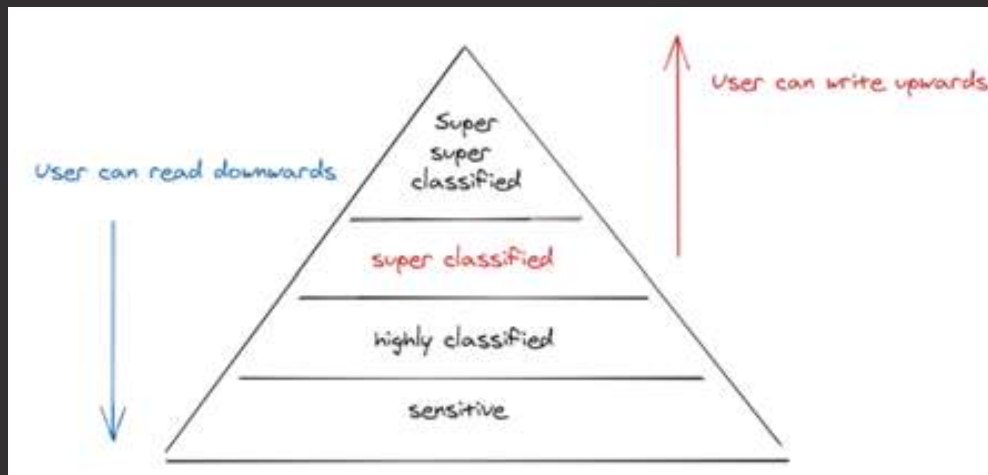 User can write upwards
User can read downwards
Super
super
classified
super classified
highly classified
sensitive